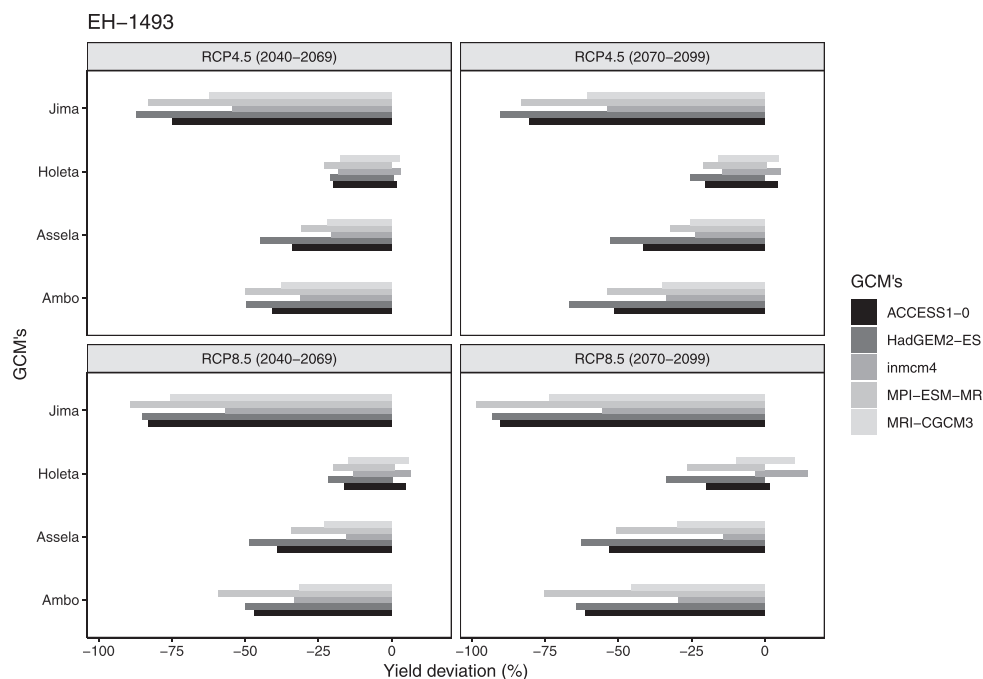 EH−1493
RCP4.5 (2040−2069)
RCP4.5 (2070−2099)
Jima
Holeta
Assela
Ambo
GCM's
RCP8.5 (2040−2069)
RCP8.5 (2070−2099)
Jima
Holeta
Assela
Ambo
−100
−75
−50
−25
0
−100
−75
−50
−25
0
Yield deviation (%)
GCM's
ACCESS1−0
HadGEM2−ES
inmcm4
MPI−ESM−MR
MRI−CGCM3